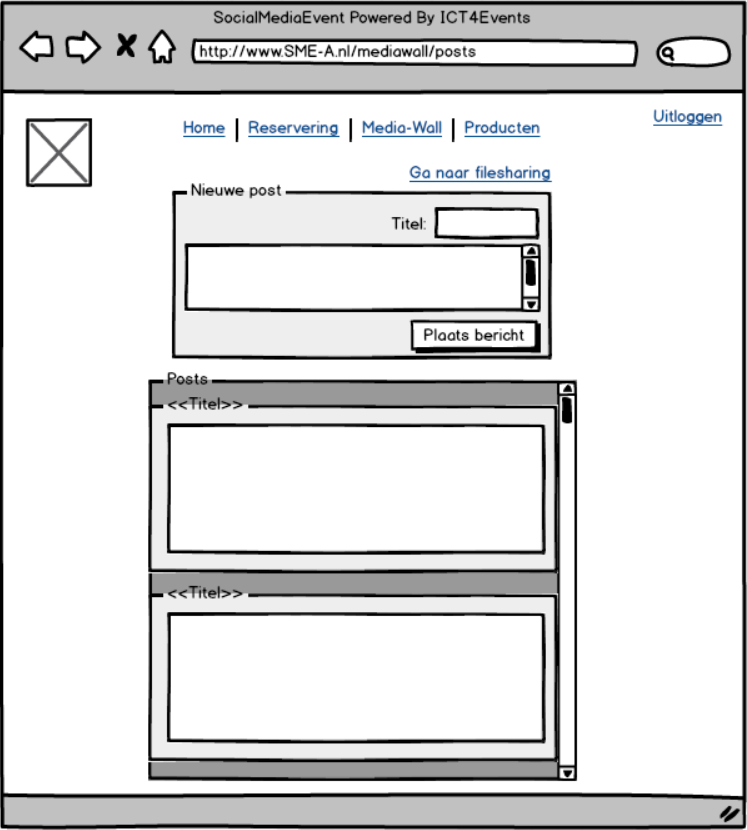 SocialMediaEvent Powered By ICT4Events
http://www.SME-A.nl/mediawall/posts
Uitloggen
Home | Reservering | Media-Wall | Producten
Ga naar filesharing
Nieuwe post
Titel:
Plaats bericht
Posts
<<Titel>>
<<Titel>>